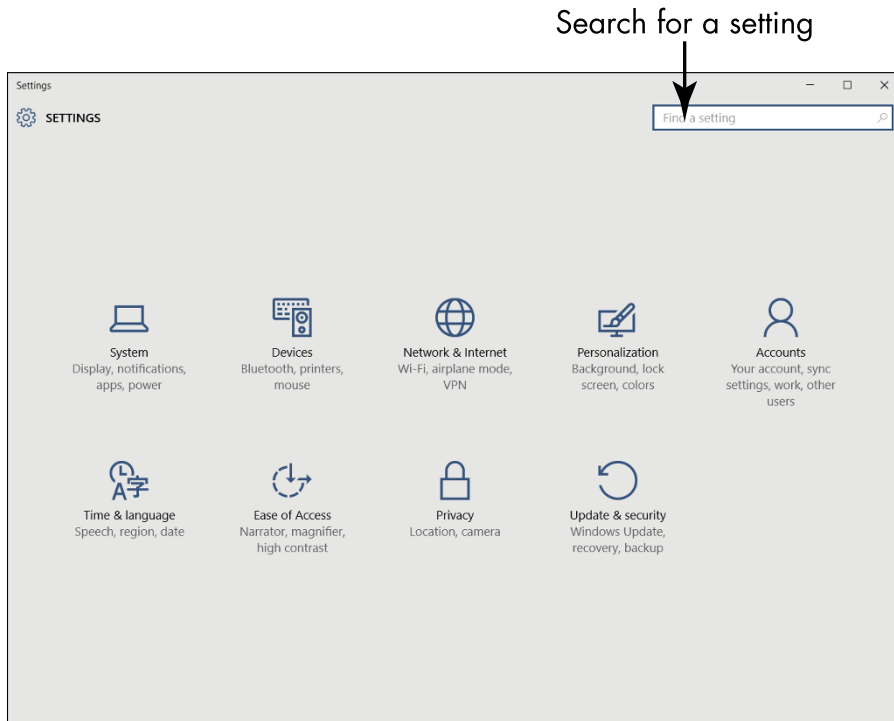 Search for a setting
Settings
SETTINGS
Find a setting
System
Display, notifications,
apps, power
Devices
Bluetooth, printers,
mouse
Network & Internet
Wi-Fi, airplane mode,
VPN
Personalization
Background, lock
screen, colors
Accounts
Your account, sync
settings, work, other
users
Time & language
Speech, region, date
Ease of Access
Narrator, magnifier,
high contrast
Privacy
Location, camera
Update & security
Windows Update,
recovery, backup